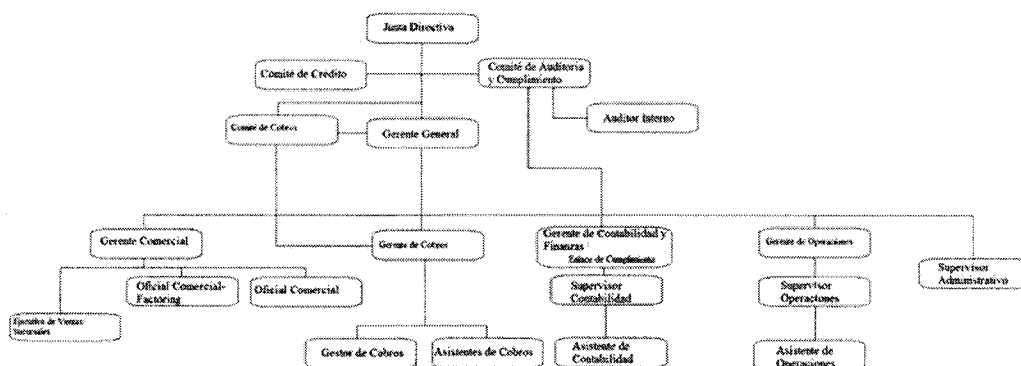 Junta Directiva
Comité de Crédito
Comité de Auditoria
y Cumplimiento
Comité de Cobros
Gerente General
Auditor Interno
Gerente Comercial
Gerente de Cobros
Gerente de Contabilidad y
Finanzas
Enlace de Cumplimiento
Gerente de Operaciones
Supervisor
Administrativo
Oficial Comercial-
Factoring
Oficial Comercial
Supervisor
Contabilidad
Supervisor
Operaciones
Ejecutivo de Ventas
Sucursales
Gestor de Cobros
Asistentes de Cobros
Asistente de
Contabilidad
Asistente de
Operaciones